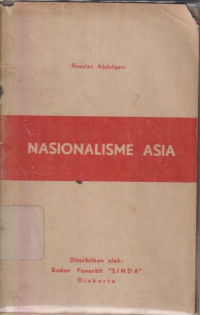 Roeslan Abdulgani
NASIONALISME ASIA
Diterbitkan oleh:
Badan Penerbit "SINDA"
Djakarta